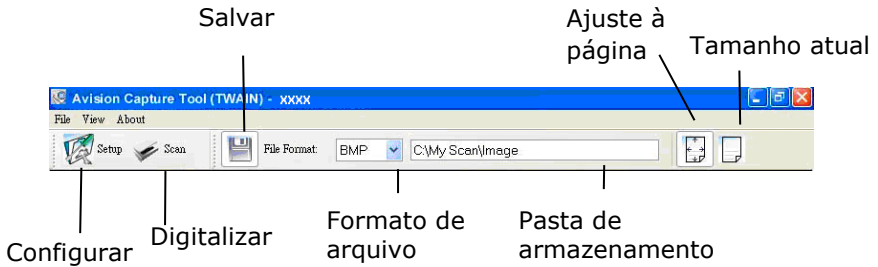 Salvar
Ajuste à
página
Tamanho atual
Avision Capture Tool (TWAIN) - xxxx
File View About
Setup Scan File Format: BMP C:\My Scan\Image
Configurar
Digitalizar
Formato de
arquivo
Pasta de
armazenamento